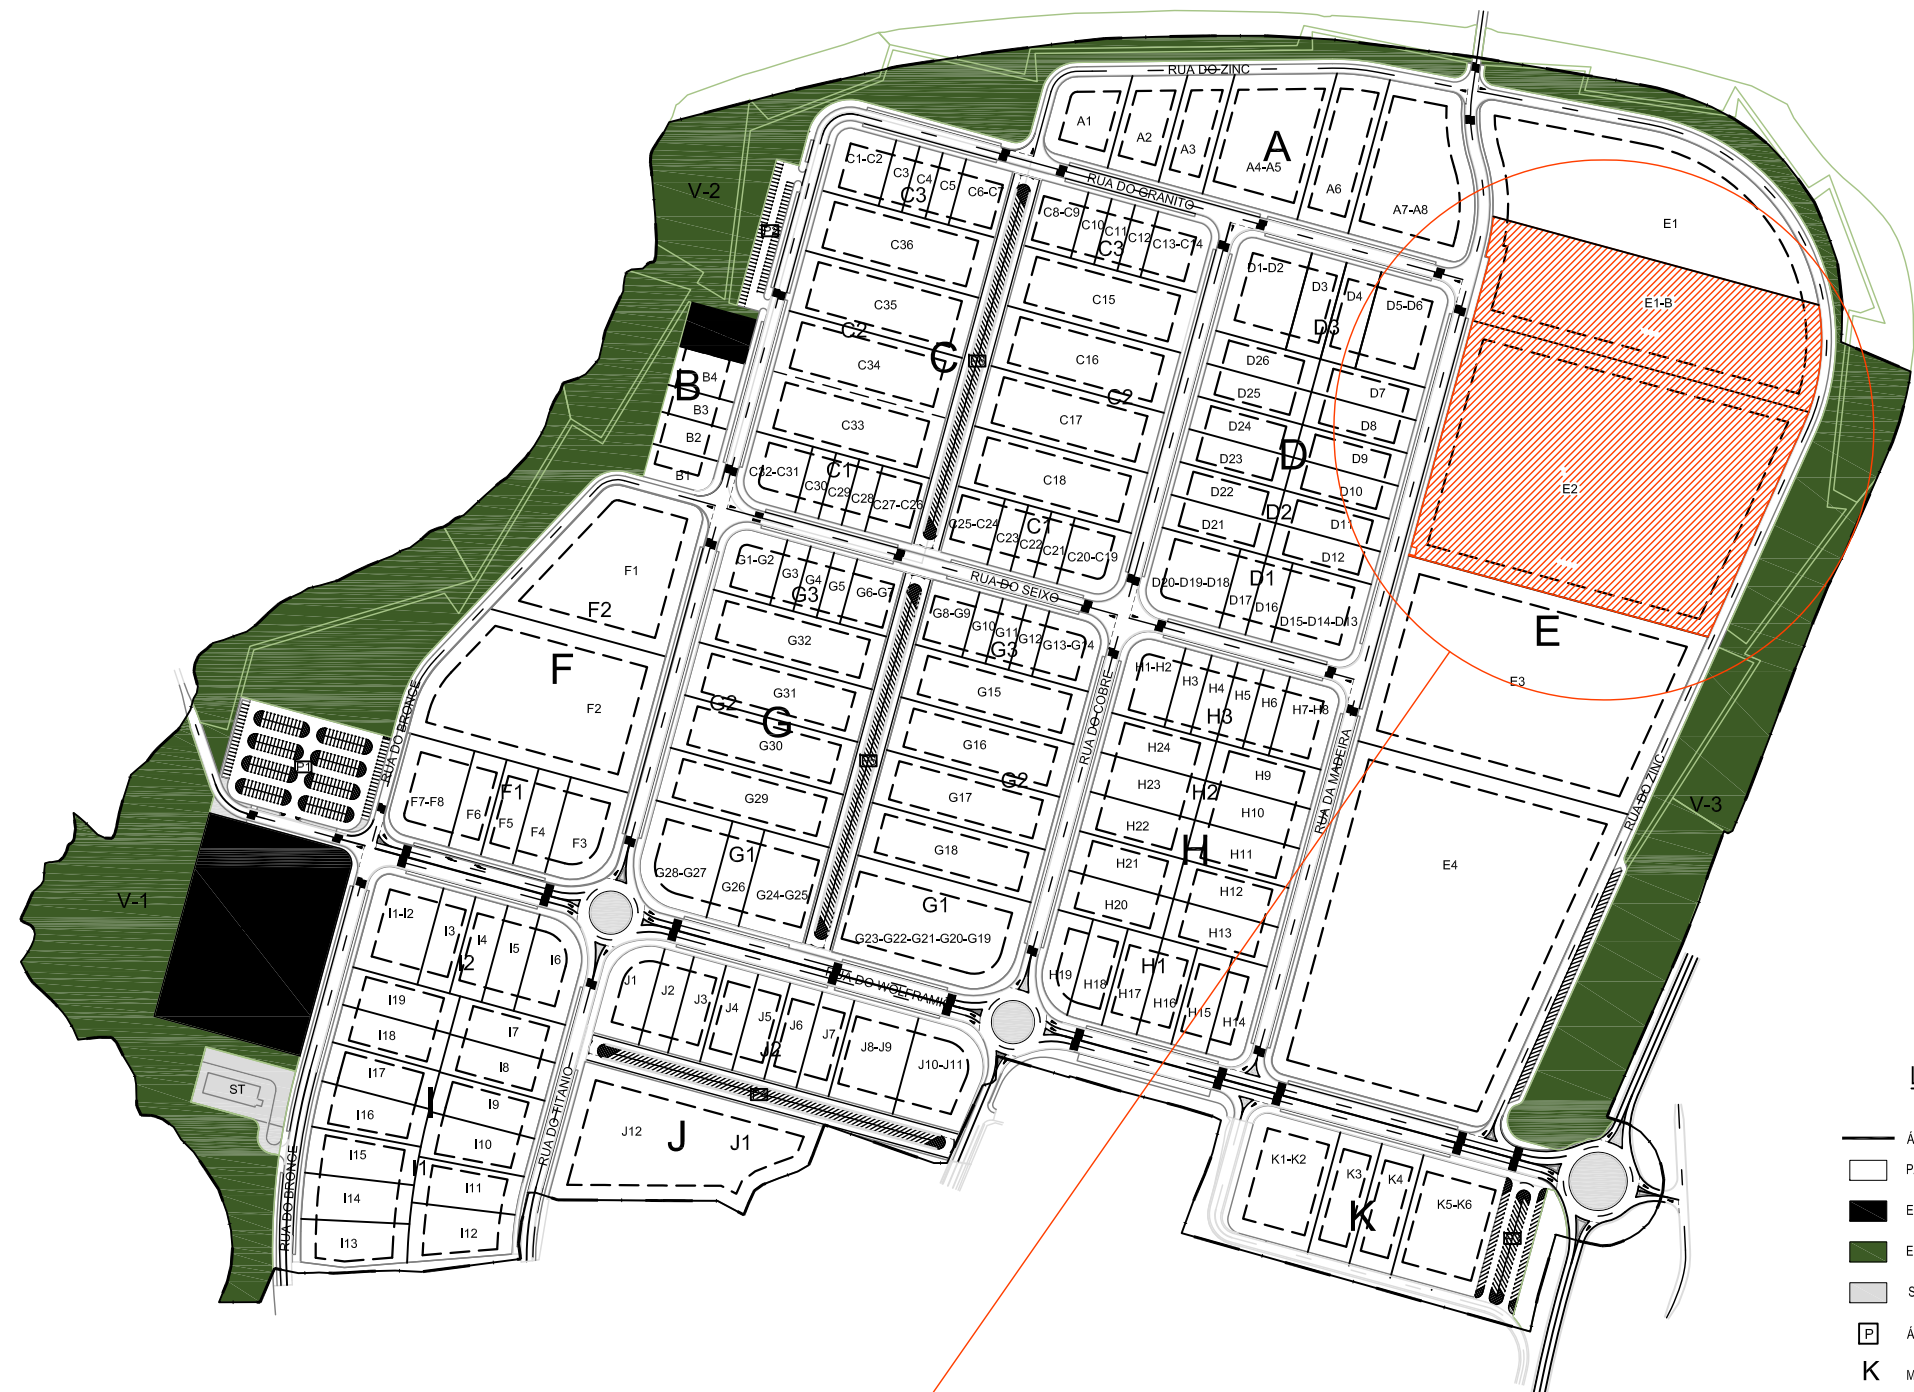 RUA DO ZINC
A1
A2
A3
A
A4-A5
A6
A7-A8
RUA DO GRANITO
E1
E1-B
E2
E
E3
E4
V-2
C1-C2
C3
C4
C5
C6-C7
C3
C36
C35
C2
C34
C33
C
C1
C32-C31
C30
C29
C28
C27-C26
C8-C9
C10
C11
C12
C13-C14
C3
C15
C16
C2
C17
C18
C1
C25-C24
C23
C22
C21
C20-C19
D1-D2
D3
D4
D5-D6
D3
D26
D25
D24
D23
D22
D21
D
D7
D8
D9
D10
D2
D11
D12
D1
D20-D19-D18
D17
D16
D15-D14-D13
B
B4
B3
B2
B1
RUA DO SEIXO
F1
F2
F
F2
F1
F7-F8
F6
F5
F4
F3
RUA DO BRONCE
P1
G1-G2
G3
G4
G5
G6-G7
G3
G32
G31
G2
G
G30
G29
G1
G28-G27
G26
G24-G25
G8-G9
G10
G11
G12
G13-G14
G3
G15
G16
G2
G17
G18
G1
G23-G22-G21-G20-G19
RUA DO COBRE
H1-H2
H3
H4
H5
H6
H7-H8
H3
H24
H23
H22
H21
H20
H2
H
H9
H10
H11
H12
H13
H1
H19
H18
H17
H16
H15
H14
RUA DA MADEIRA
RUA DO ZINC
V-3
V-1
RUA DO WOLFRAMIO
I1-I2
I3
I4
I5
I6
I2
I19
I18
I17
I16
I15
I14
I13
I
I1
I7
I8
I9
I10
I11
I12
ST
RUA DO BRONCE
RUA DO TITANIO
J1
J2
J3
J4
J5
J6
J7
J8-J9
J10-J11
J2
J12
J
J1
K1-K2
K3
K4
K5-K6
K
L
Á
P
E
E
S
P
Á
K
M